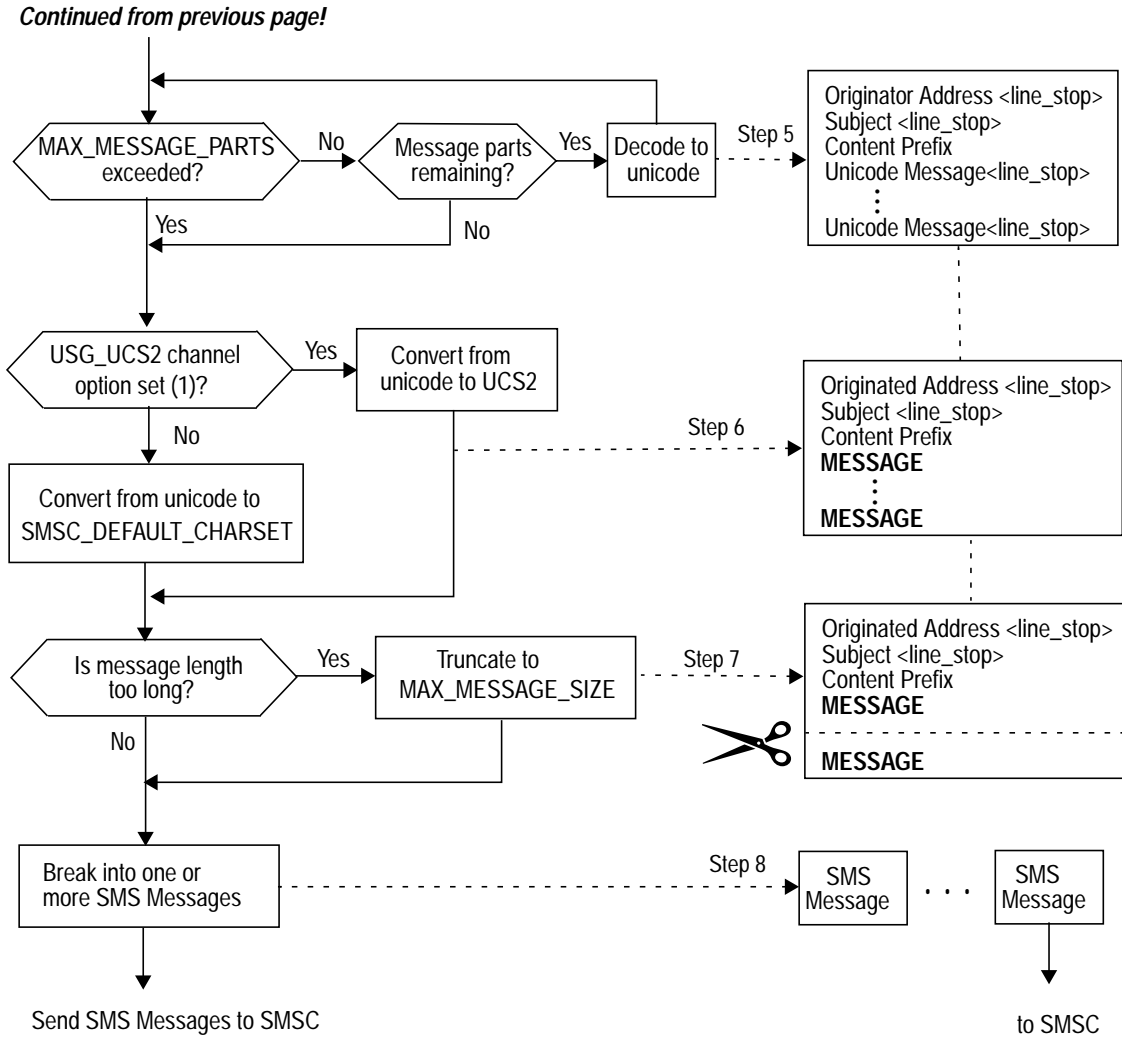 Continued from previous page!
MAX_MESSAGE_PARTS
exceeded?
No
Message parts
remaining?
Yes
Decode to
unicode
Step 5
Originator Address <line_stop>
Subject <line_stop>
Content Prefix
Unicode Message<line_stop>
Unicode Message<line_stop>
Yes
No
USG_UCS2 channel
option set (1)?
Yes
Convert from
unicode to UCS2
No
Step 6
Originated Address <line_stop>
Subject <line_stop>
Content Prefix
MESSAGE
MESSAGE
Convert from unicode to
SMSC_DEFAULT_CHARSET
Is message length
too long?
Yes
Truncate to
MAX_MESSAGE_SIZE
Step 7
Originated Address <line_stop>
Subject <line_stop>
Content Prefix
MESSAGE
MESSAGE
No
Break into one or
more SMS Messages
Step 8
SMS
Message
. . .
SMS
Message
Send SMS Messages to SMSC
to SMSC